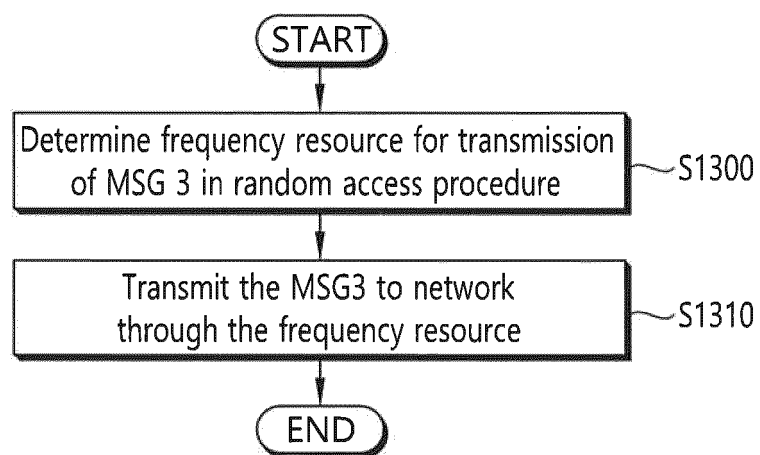 START
Determine frequency resource for transmission
of MSG 3 in random access procedure
S1300
Transmit the MSG3 to network
through the frequency resource
S1310
END